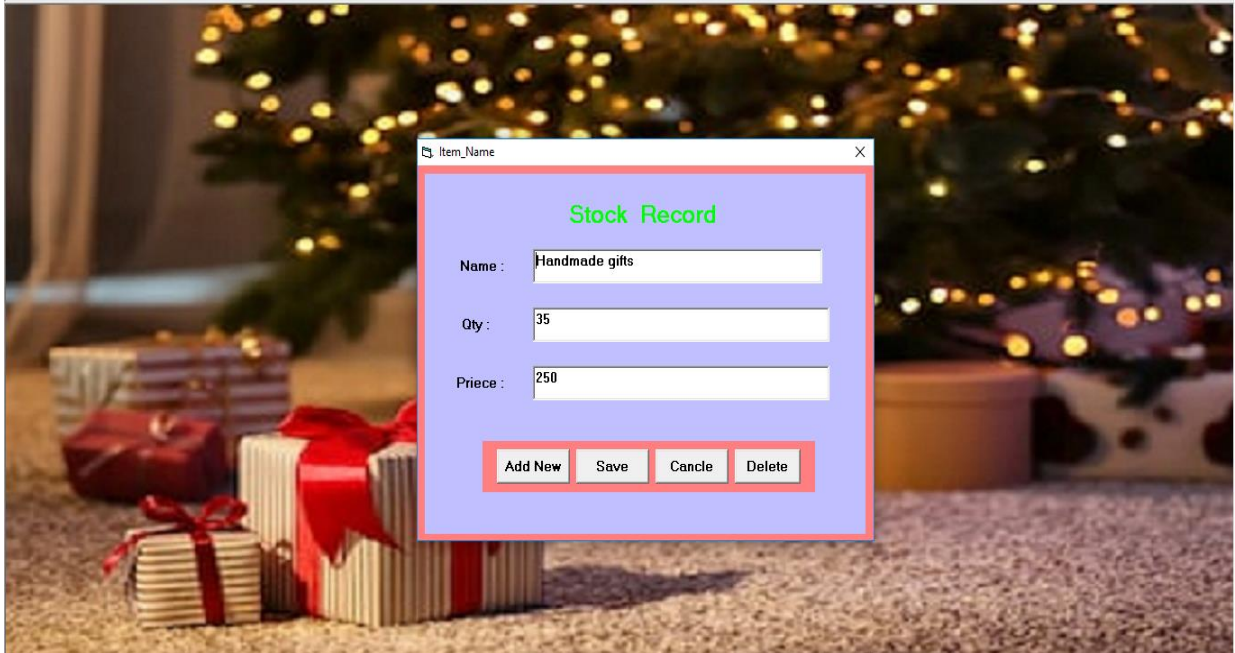 Item_Name
Stock Record
Name : Handmade gifts
Qty : 35
Priece : 250
Add New Save Cancle Delete